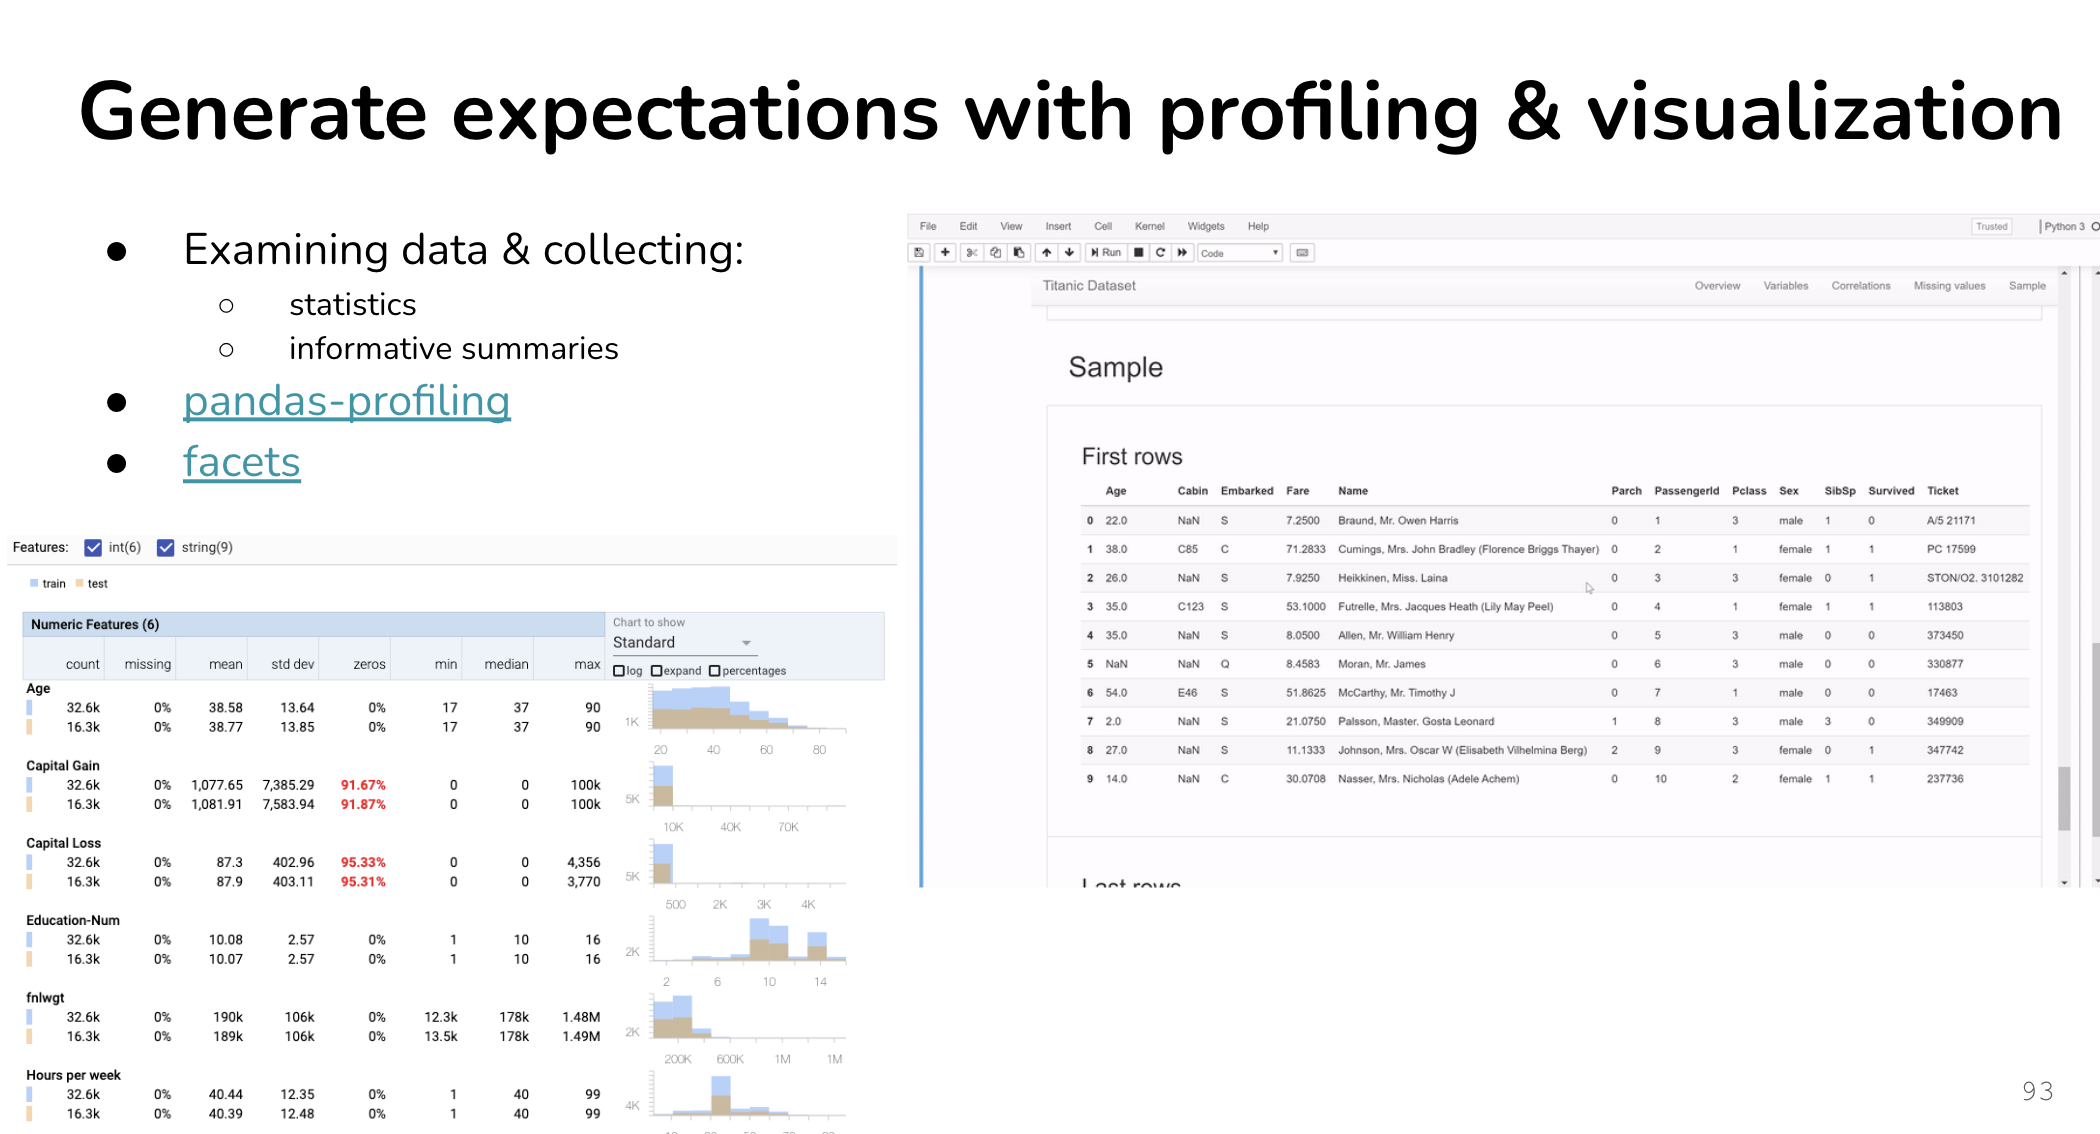 Generate expectations with profiling & visualization
● Examining data & collecting:
○ statistics
○ informative summaries
● pandas-profiling
● facets
Features: int(6) string(9)
train test
Numeric Features (6)
Chart to show
Standard
count missing mean std dev zeros min median max
log expand percentages
Age
32.6k 0% 38.58 13.64 0% 17 37 90
16.3k 0% 38.77 13.85 0% 17 37 90
1K
20 40 60 80
Capital Gain
32.6k 0% 1,077.65 7,385.29 91.67% 0 0 100k
16.3k 0% 1,081.91 7,583.94 91.87% 0 0 100k
5K
10K 40K 70K
Capital Loss
32.6k 0% 87.3 402.96 95.33% 0 0 4,356
16.3k 0% 87.9 403.11 95.31% 0 0 3,770
5K
500 2K 3K 4K
Education-Num
32.6k 0% 10.08 2.57 0% 1 10 16
16.3k 0% 10.07 2.57 0% 1 10 16
2K
2 6 10 14
fnlwgt
32.6k 0% 190k 106k 0% 12.3k 178k 1.48M
16.3k 0% 189k 106k 0% 13.5k 178k 1.49M
2K
200K 600K 1M 1M
Hours per week
32.6k 0% 40.44 12.35 0% 1 40 99
16.3k 0% 40.39 12.48 0% 1 40 99
4K
File Edit View Insert Cell Kernel Widgets Help Trusted Python 3
Run Code
Titanic Dataset Overview Variables Correlations Missing values Sample
Sample
First rows
Age Cabin Embarked Fare Name Parch PassengerId Pclass Sex SibSp Survived Ticket
0 22.0 NaN S 7.2500 Braund, Mr. Owen Harris 0 1 3 male 1 0 A/5 21171
1 38.0 C85 C 71.2833 Cumings, Mrs. John Bradley (Florence Briggs Thayer) 0 2 1 female 1 1 PC 17599
2 26.0 NaN S 7.9250 Heikkinen, Miss. Laina 0 3 3 female 0 1 STON/O2. 3101282
3 35.0 C123 S 53.1000 Futrelle, Mrs. Jacques Heath (Lily May Peel) 0 4 1 female 1 1 113803
4 35.0 NaN S 8.0500 Allen, Mr. William Henry 0 5 3 male 0 0 373450
5 NaN NaN Q 8.4583 Moran, Mr. James 0 6 3 male 0 0 330877
6 54.0 E46 S 51.8625 McCarthy, Mr. Timothy J 0 7 1 male 0 0 17463
7 2.0 NaN S 21.0750 Palsson, Master. Gosta Leonard 1 8 3 male 3 0 349909
8 27.0 NaN S 11.1333 Johnson, Mrs. Oscar W (Elisabeth Vilhelmina Berg) 2 9 3 female 0 1 347742
9 14.0 NaN C 30.0708 Nasser, Mrs. Nicholas (Adele Achem) 0 10 2 female 1 1 237736
Last rows
93